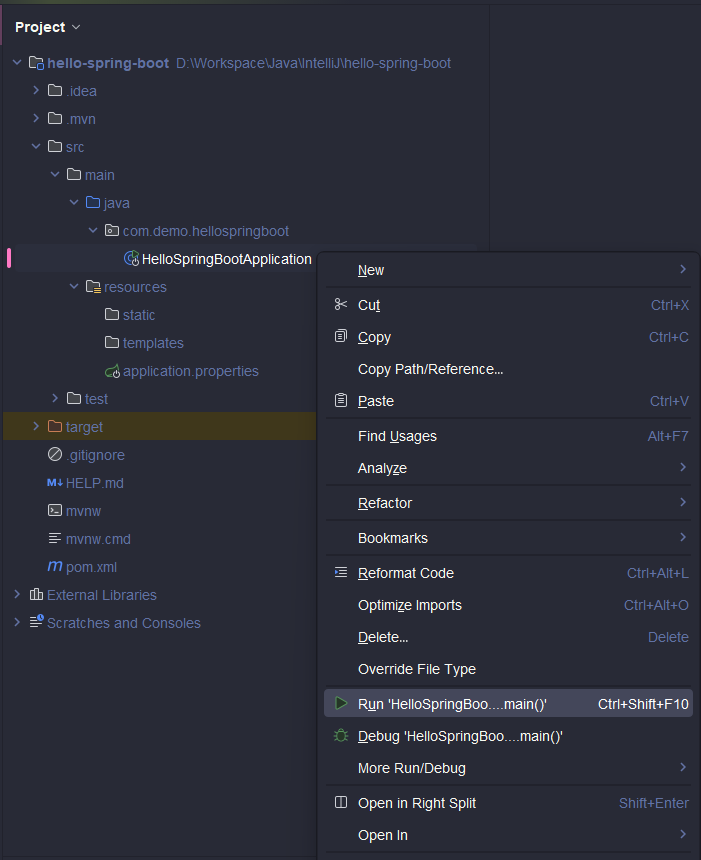 Project
hello-spring-boot D:\Workspace\Java\IntelliJ\hello-spring-boot
.idea
.mvn
src
main
java
com.demo.hellospringboot
HelloSpringBootApplication
resources
static
templates
application.properties
test
target
.gitignore
M↓ HELP.md
mvnw
mvnw.cmd
m pom.xml
External Libraries
Scratches and Consoles
New
Cut Ctrl+X
Copy Ctrl+C
Copy Path/Reference...
Paste Ctrl+V
Find Usages Alt+F7
Analyze
Refactor
Bookmarks
Reformat Code Ctrl+Alt+L
Optimize Imports Ctrl+Alt+O
Delete... Delete
Override File Type
Run 'HelloSpringBoo....main()' Ctrl+Shift+F10
Debug 'HelloSpringBoo....main()'
More Run/Debug
Open in Right Split Shift+Enter
Open In